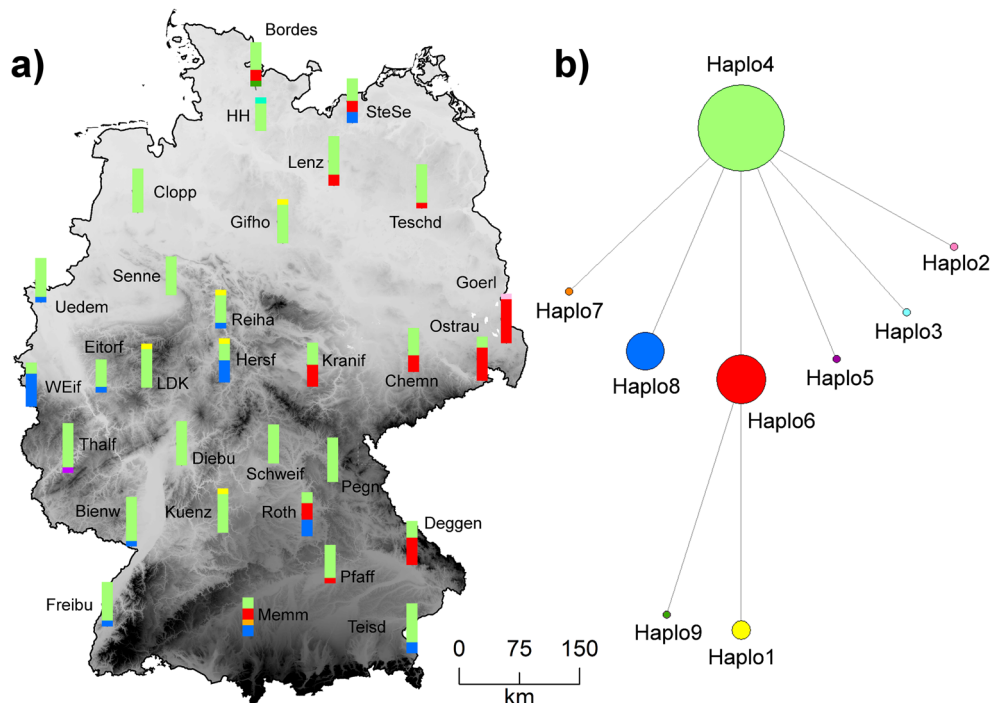 a)
Bordes
HH
SteSe
Lenz
Clopp
Gifho
Teschd
Senne
Goerl
Uedem
Reiha
Ostrau
Eitorf
Hersf
Kranif
WEif
LDK
Chemn
Thalf
Diebu
Schweif
Pegn
Bienw
Kuenz
Roth
Deggen
Pfaff
Freibu
Memm
Teisd
0 75 150
km
b)
Haplo4
Haplo2
Haplo7
Haplo3
Haplo8
Haplo5
Haplo6
Haplo9
Haplo1